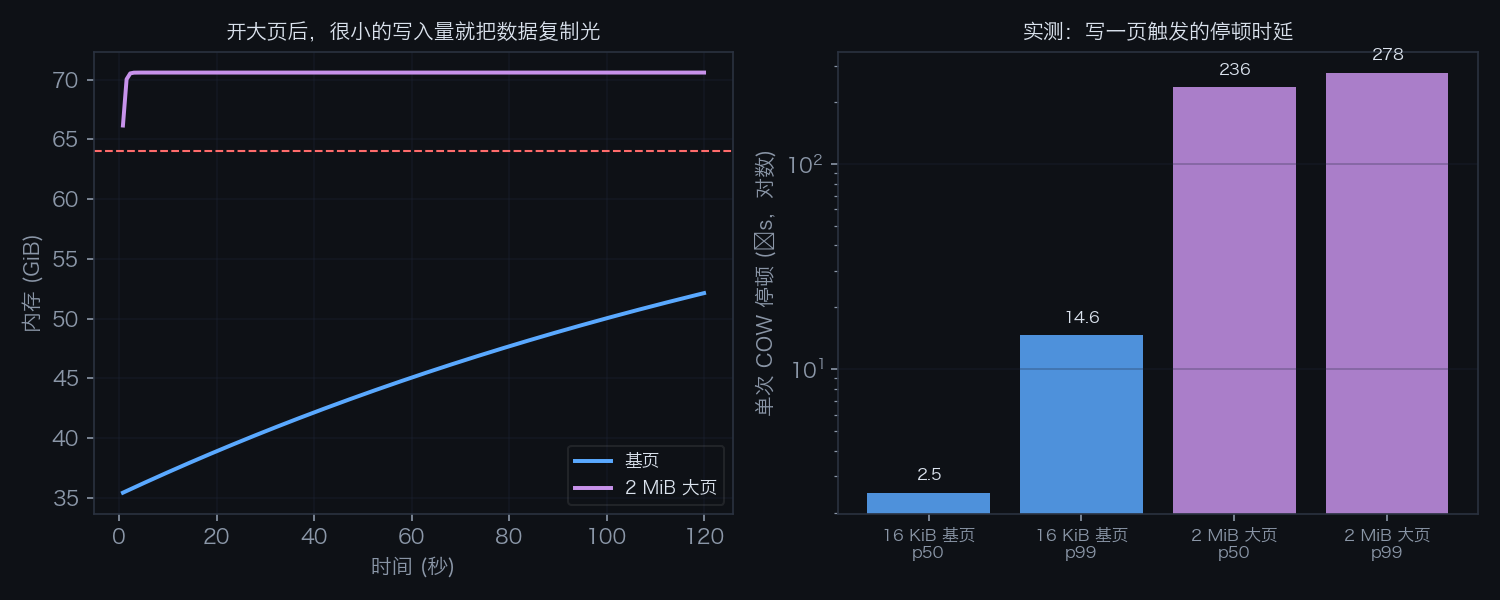 开大页后，很小的写入量就把数据复制光
70
65
60
55
50
45
40
35
内存 (GiB)
0
20
40
60
80
100
120
时间 (秒)
基页
2 MiB 大页
实测：写一页触发的停顿时延
单次 COW 停顿 (☒s，对数)
10²
10¹
2.5
14.6
236
278
16 KiB 基页
p50
16 KiB 基页
p99
2 MiB 大页
p50
2 MiB 大页
p99